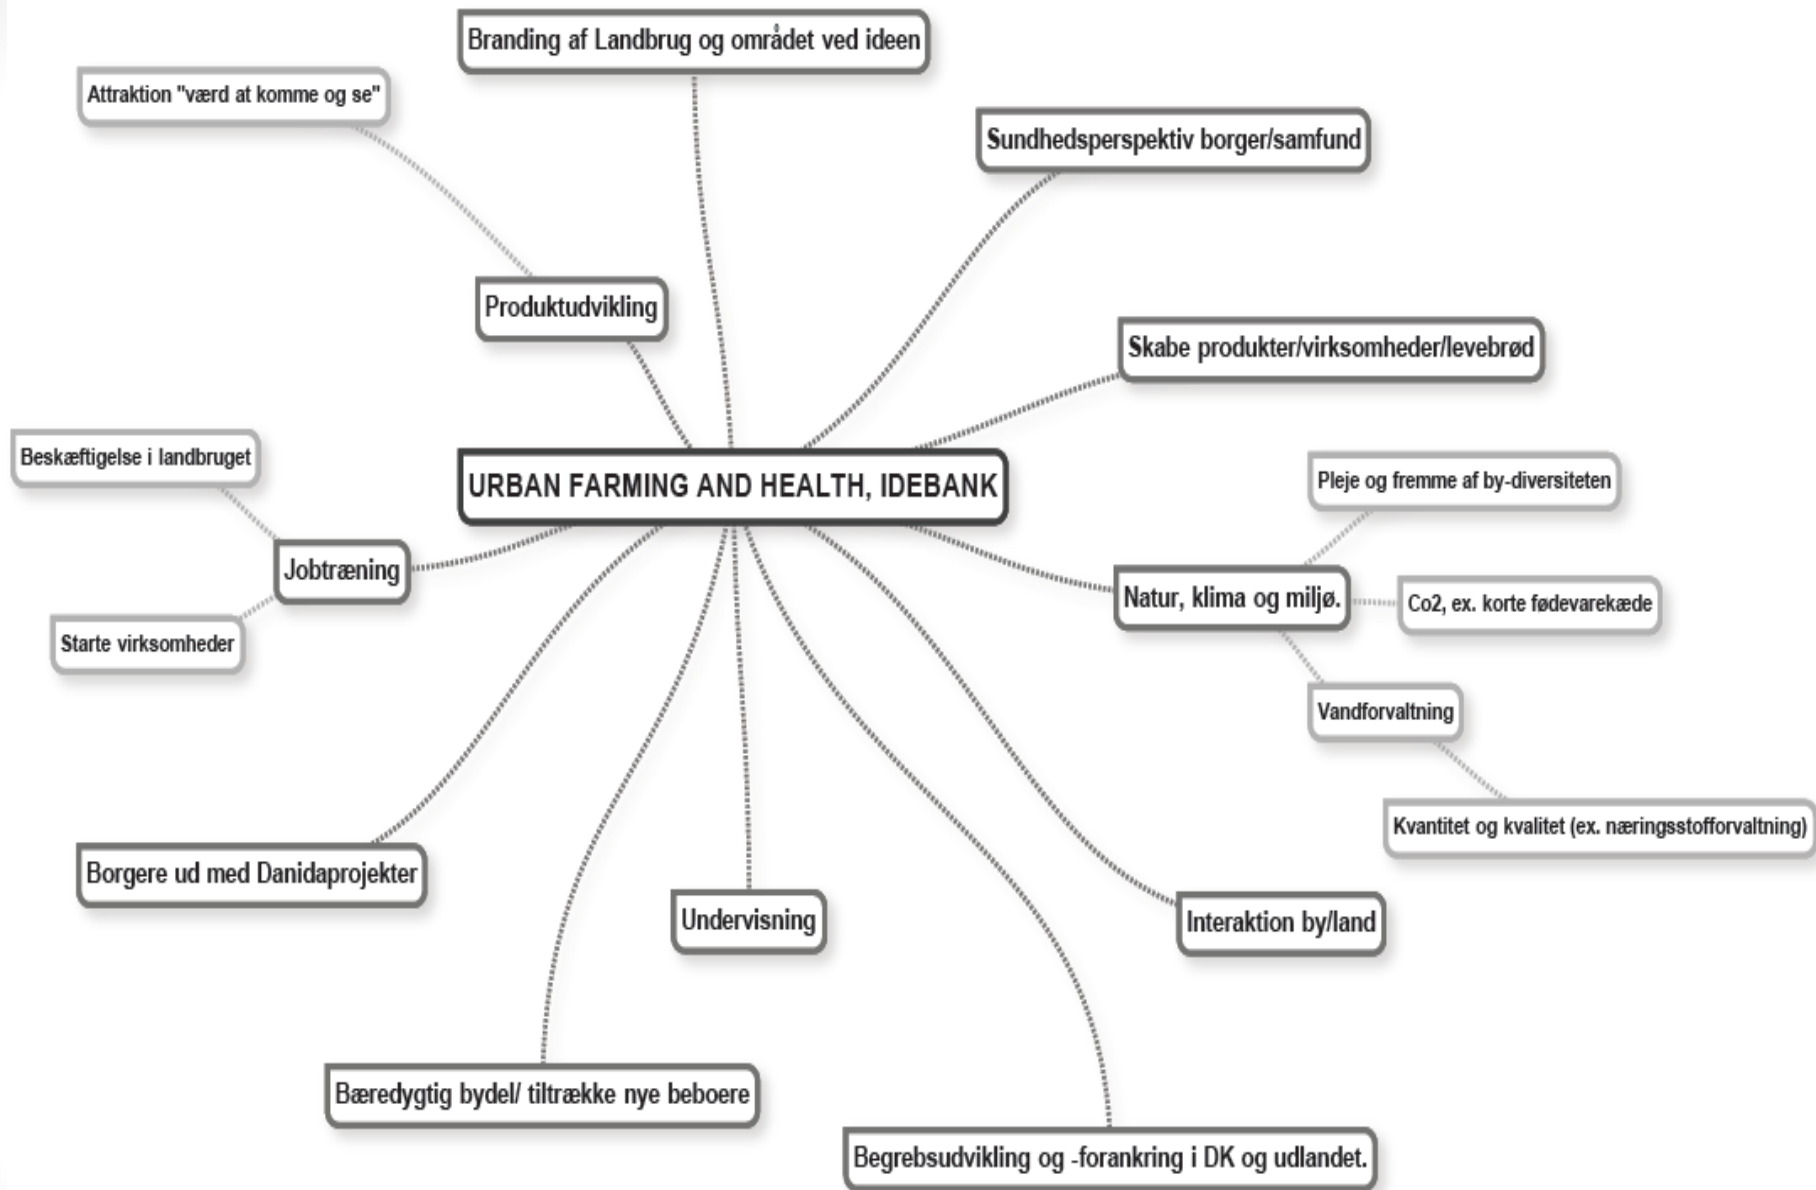 Branding af Landbrug og området ved ideen
Attraktion "værd at komme og se"
Sundhedsperspektiv borger/samfund
Produktudvikling
Skabe produkter/virksomheder/levebrød
Beskæftigelse i landbruget
URBAN FARMING AND HEALTH, IDEBANK
Pleje og fremme af by-diversiteten
Jobtræning
Natur, klima og miljø.
Co2, ex. korte fødevarekæde
Starte virksomheder
Vandforvaltning
Kvantitet og kvalitet (ex. næringsstofforvaltning)
Borgere ud med Danidaprojekter
Undervisning
Interaktion by/land
Bæredygtig bydel/ tiltrække nye beboere
Begrebsudvikling og -forankring i DK og udlandet.